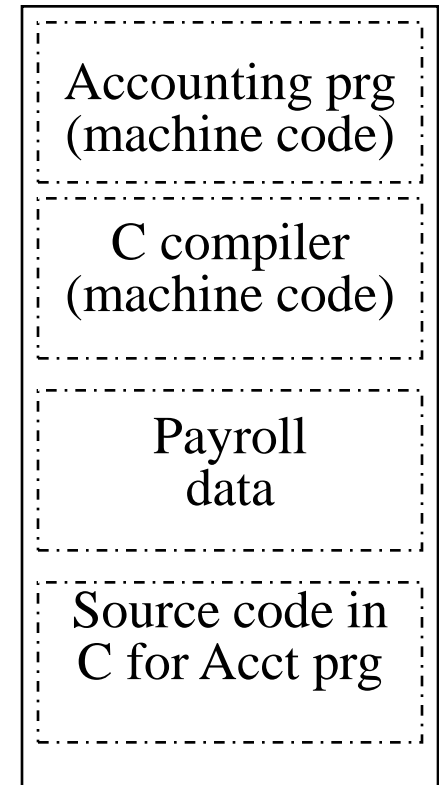 Accounting prg
(machine code)
C compiler
(machine code)
Payroll
data
Source code in
C for Acct prg